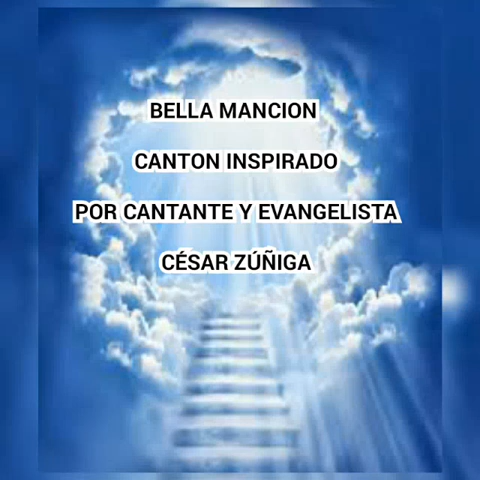 BELLA MANCION
CANTON INSPIRADO
POR CANTANTE Y EVANGELISTA
CÉSAR ZÚÑIGA